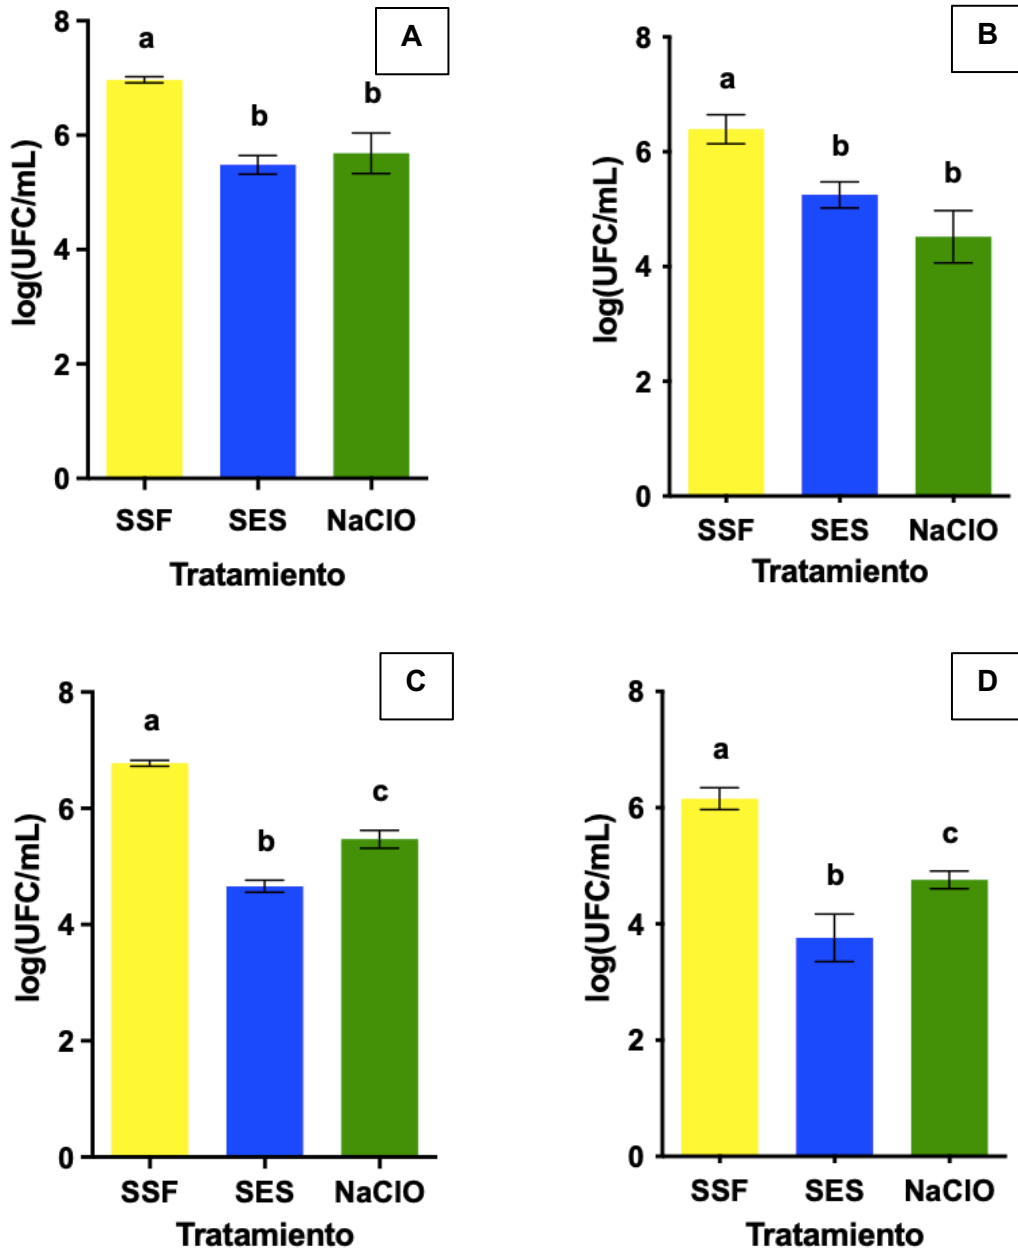 A
8
6
4
2
0
log(UFC/mL)
a
b
b
SSF SES NaClO
Tratamiento
B
8
6
4
2
0
log(UFC/mL)
a
b
b
SSF SES NaClO
Tratamiento
C
8
6
4
2
0
log(UFC/mL)
a
b
c
SSF SES NaClO
Tratamiento
D
8
6
4
2
0
log(UFC/mL)
a
b
c
SSF SES NaClO
Tratamiento